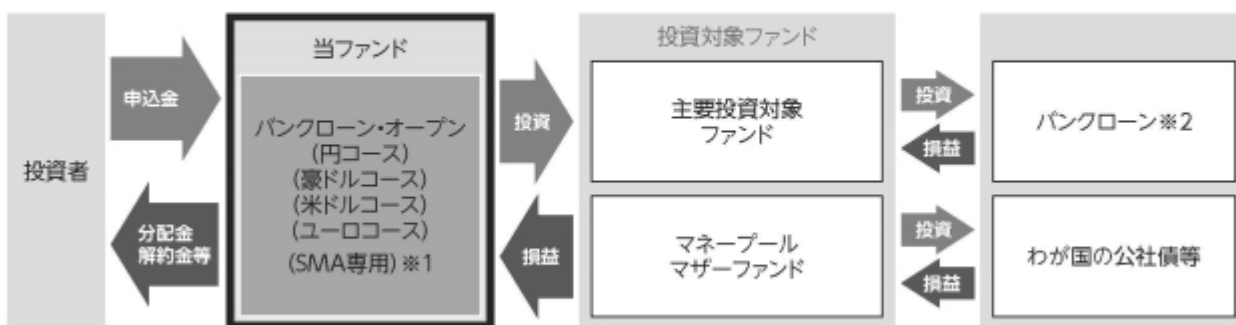 投資者
申込金
分配金
解約金等
当ファンド
バンクローン・オープン
(円コース)
(豪ドルコース)
(米ドルコース)
(ユーロコース)
(SMA専用)※1
投資
損益
投資対象ファンド
主要投資対象
ファンド
マネープール
マザーファンド
投資
損益
投資
損益
バンクローン※2
わが国の公社債等